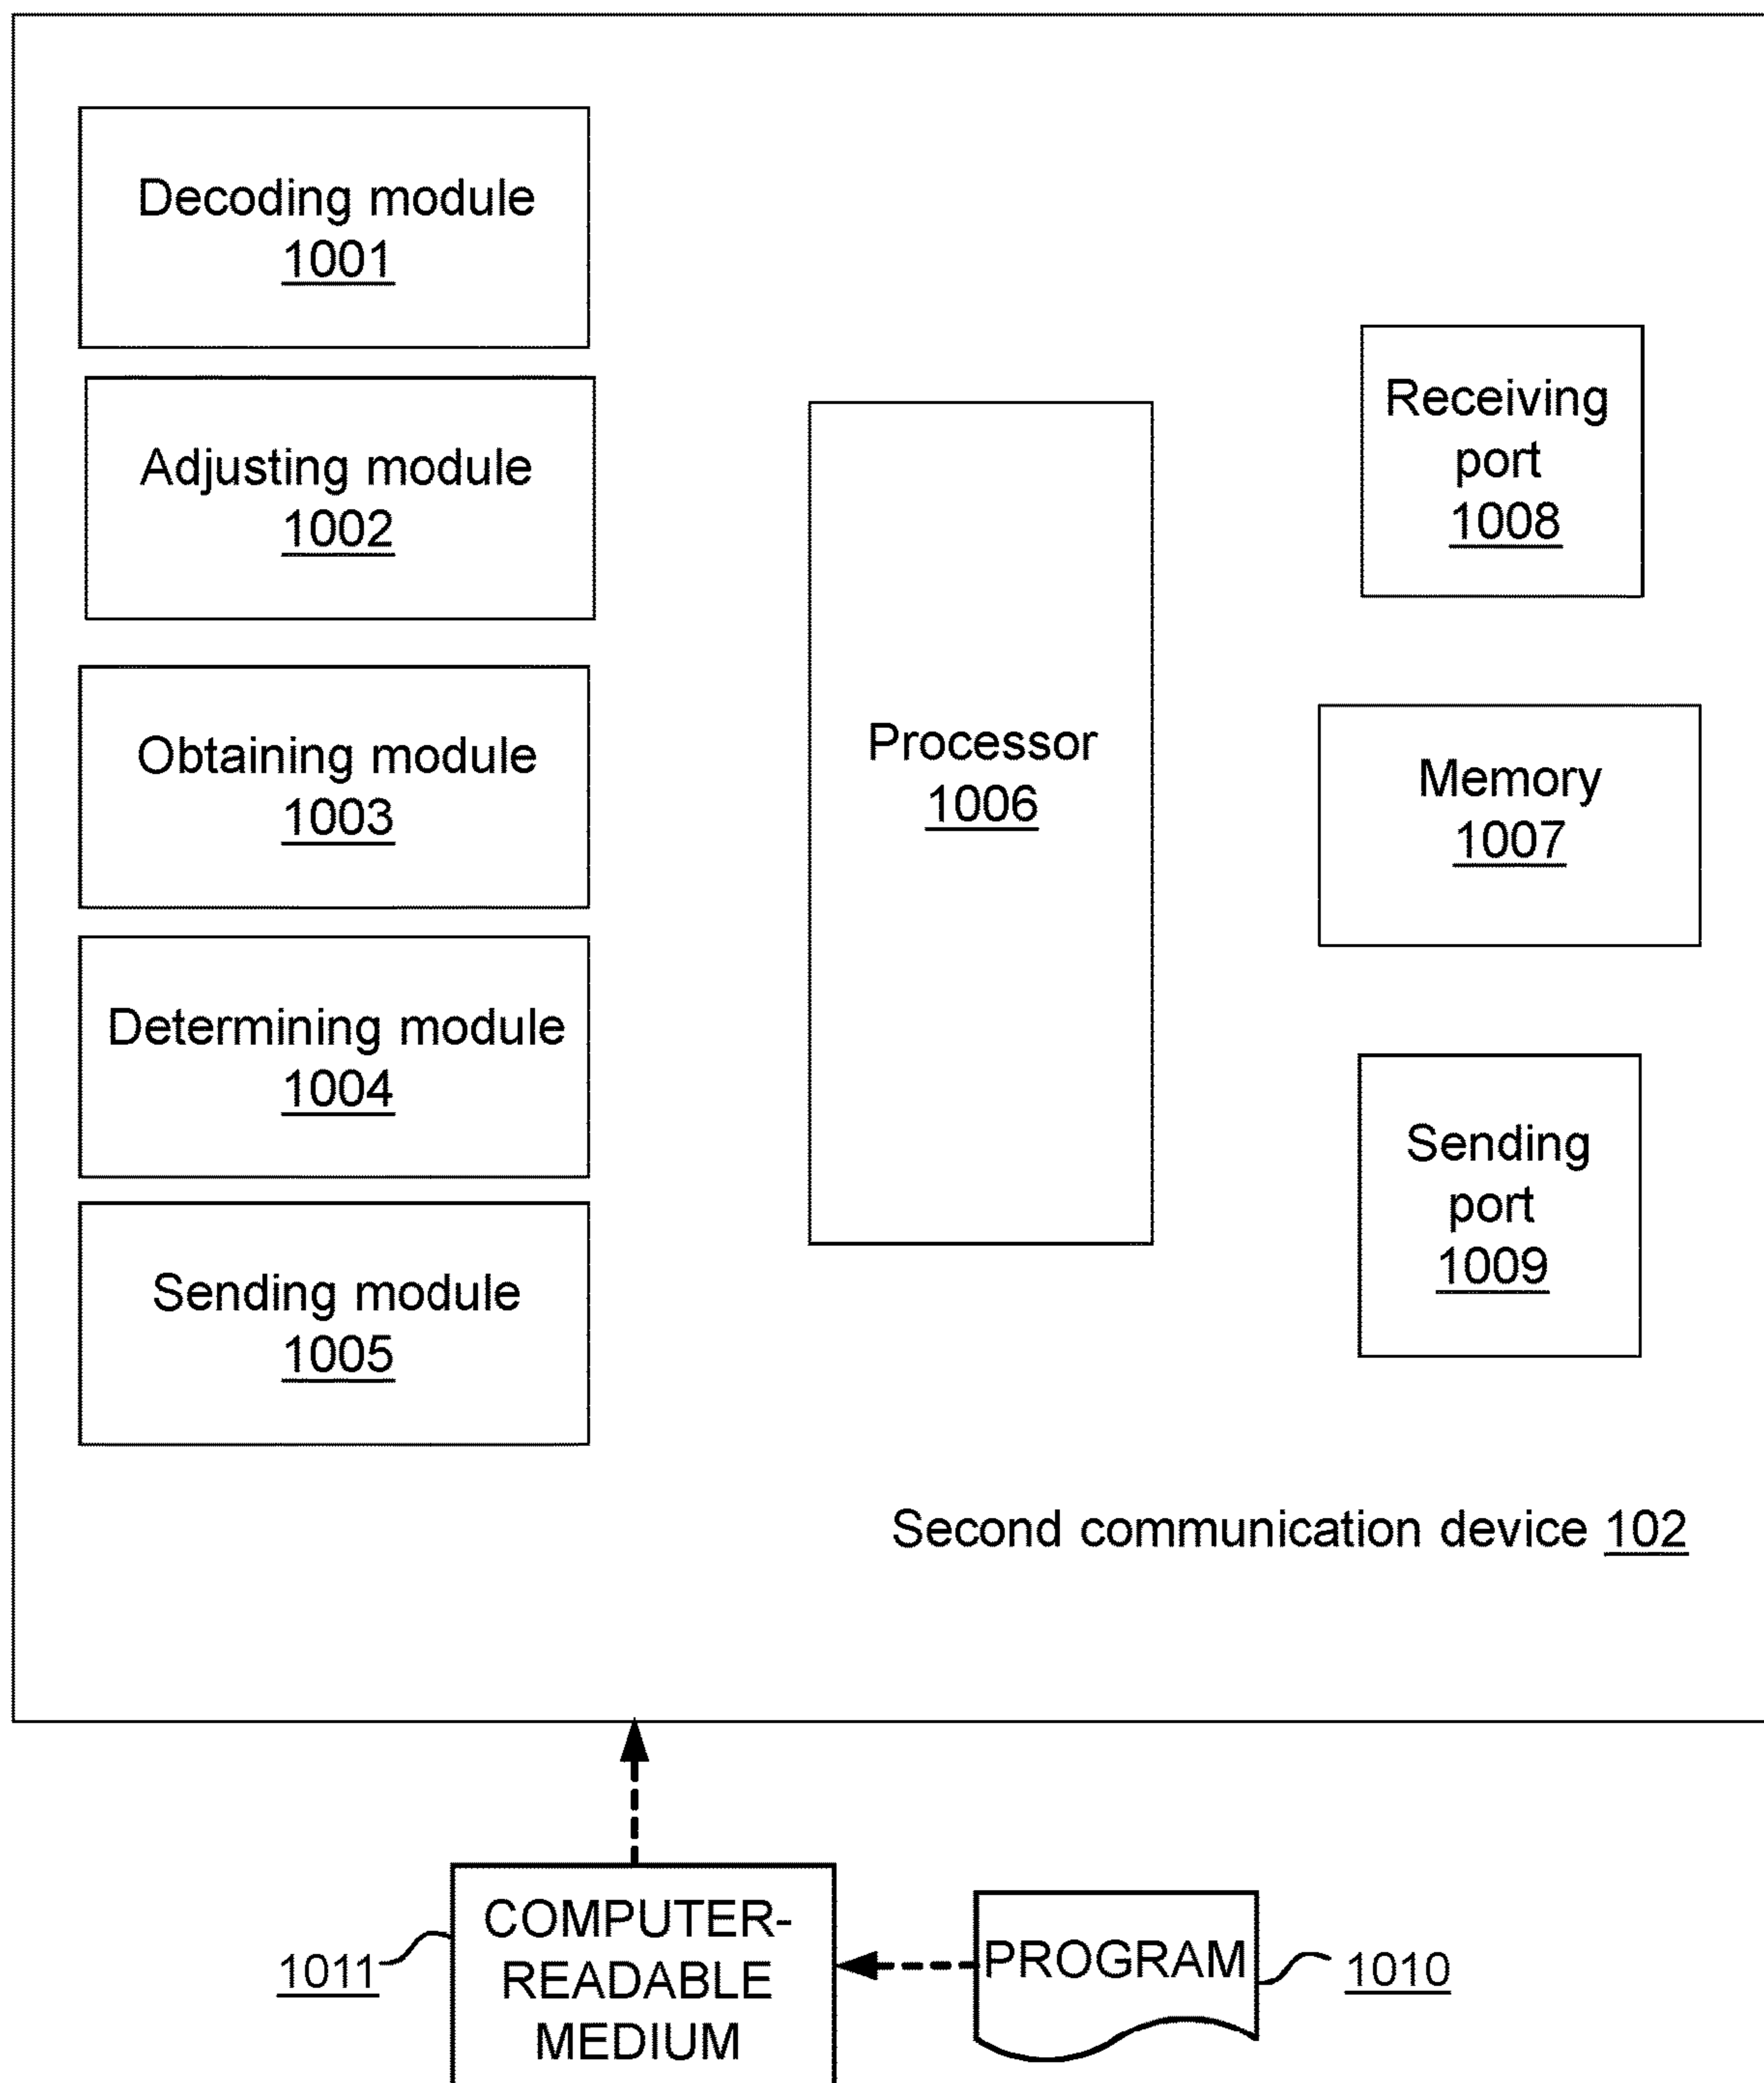 Decoding module
1001
Adjusting module
1002
Obtaining module
1003
Determining module
1004
Sending module
1005
Processor
1006
Receiving
port
1008
Memory
1007
Sending
port
1009
Second communication device 102
COMPUTER-
READABLE
MEDIUM
1011
PROGRAM
1010